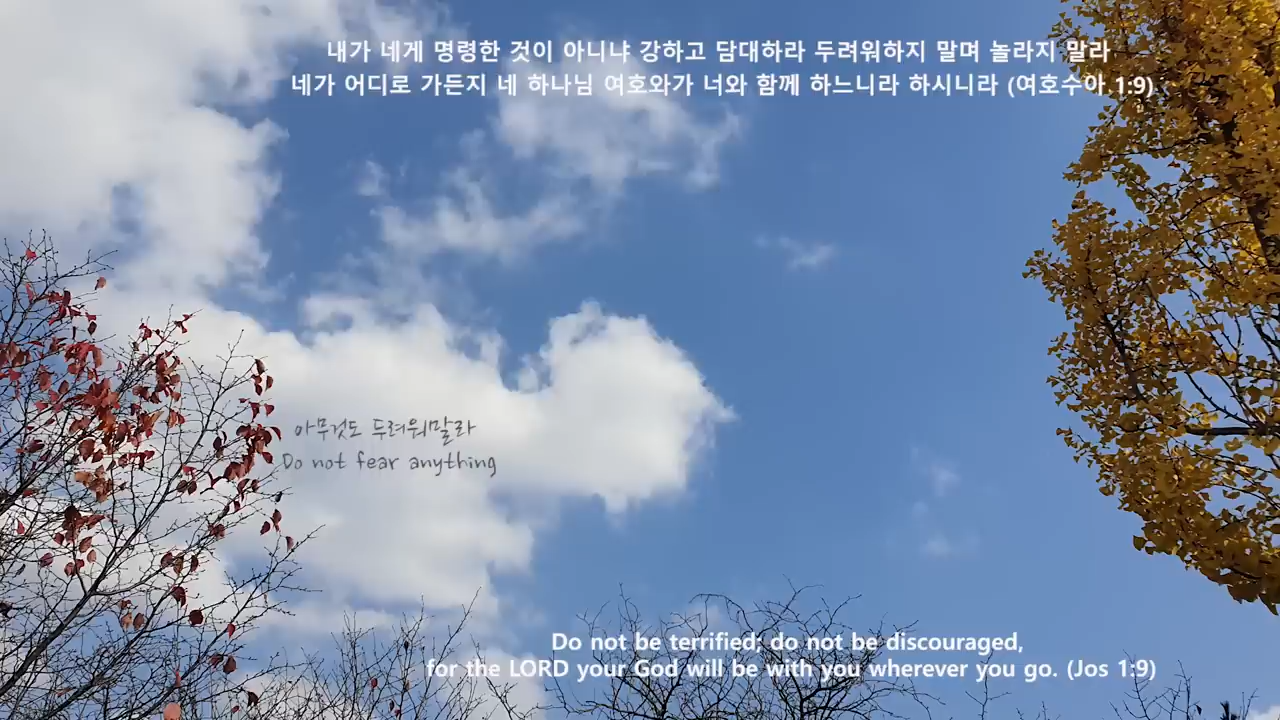 내가 네게 명령한 것이 아니냐 강하고 담대하라 두려워하지 말며 놀라지 말라
네가 어디로 가든지 네 하나님 여호와가 너와 함께 하느니라 하시니라 (여호수아 1:9)
아무것도 두려워말라
Do not fear anything
Do not be terrified; do not be discouraged,
for the LORD your God will be with you wherever you go. (Jos 1:9)